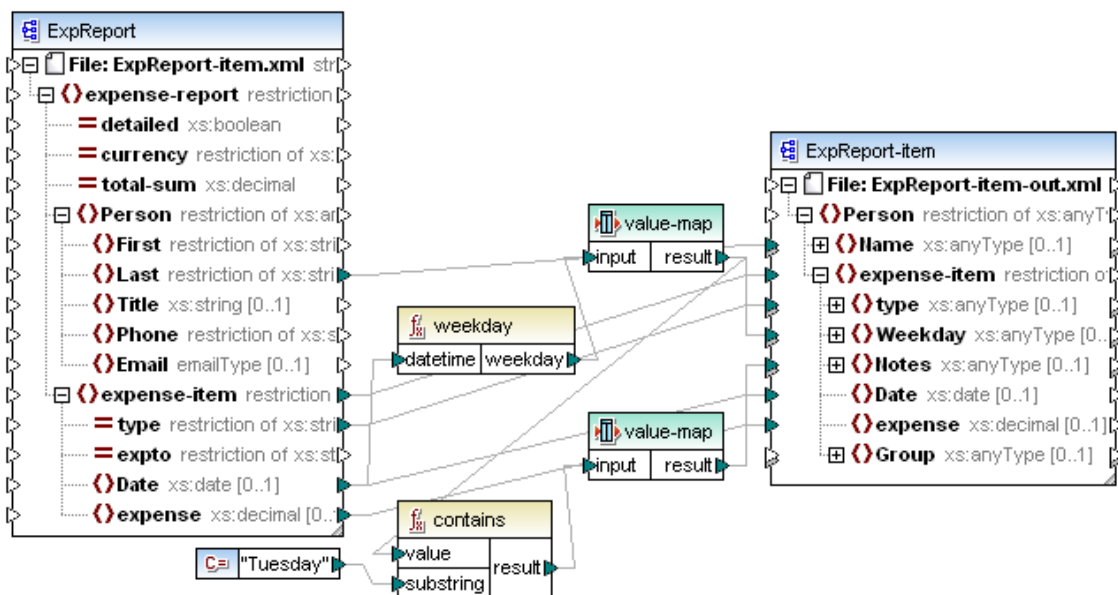 ExpReport
File: ExpReport-item.xml str
expense-report restriction
detailed xs:boolean
currency restriction of xs:
total-sum xs:decimal
Person restriction of xs:ar
First restriction of xs:stri
Last restriction of xs:stri
Title xs:string [0..1]
Phone restriction of xs:s
Email emailType [0..1]
expense-item restriction
type restriction of xs:stri
expto restriction of xs:st
Date xs:date [0..1]
expense xs:decimal [0..
C= "Tuesday"
weekday
datetime weekday
contains
value
result
substring
value-map
input result
value-map
input result
ExpReport-item
File: ExpReport-item-out.xml
Person restriction of xs:anyT
Name xs:anyType [0..1]
expense-item restriction of
type xs:anyType [0..1]
Weekday xs:anyType [0..
Notes xs:anyType [0..1]
Date xs:date [0..1]
expense xs:decimal [0..1]
Group xs:anyType [0..1]